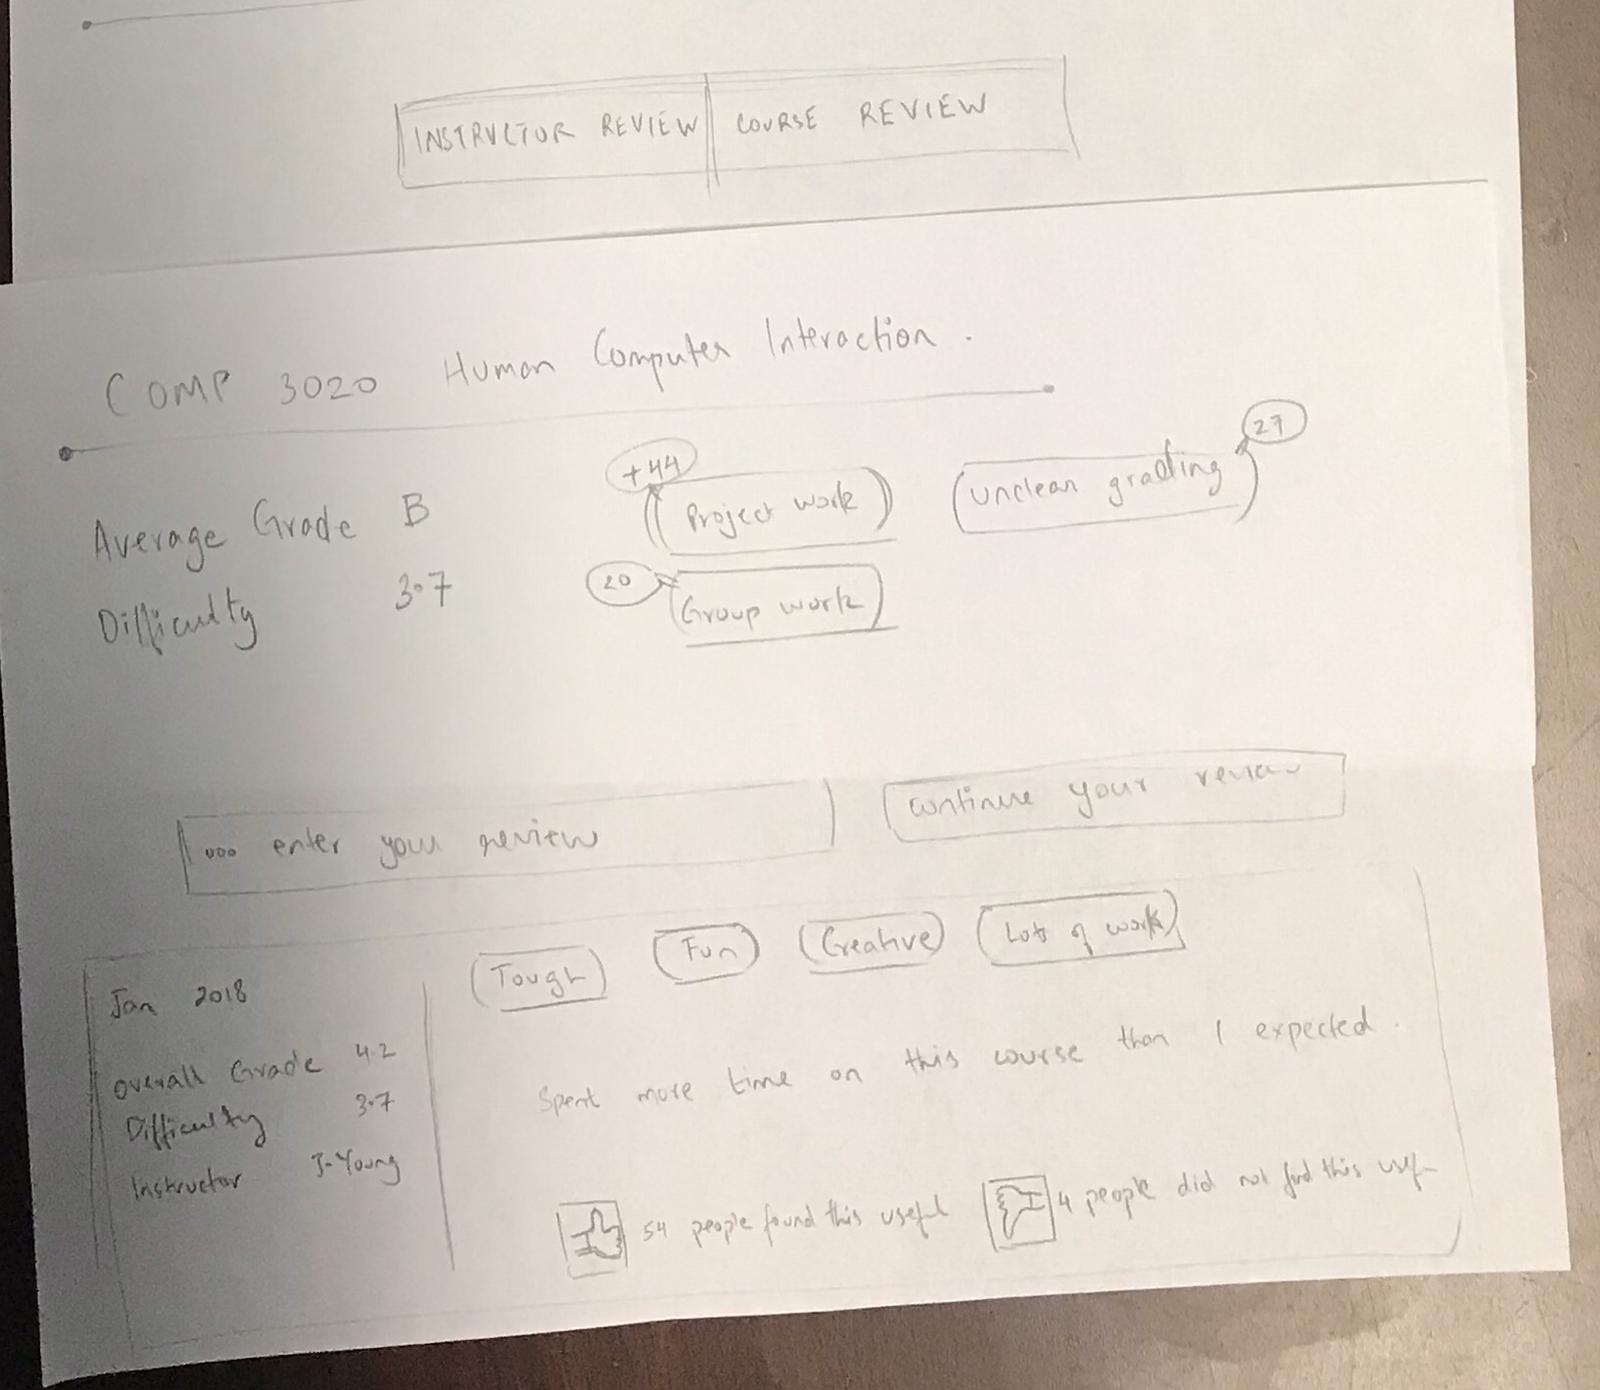 INSTRUCTOR REVIEW COURSE REVIEW
COMP 3020 Human Computer Interaction.
+44
27
Average Grade B
Project work
unclear grading
20
Difficulty 3.7
Group work
ooo enter your review
continue your review
Tough
Fun
Creative
Lots of work
Jan 2018
Overall Grade 4.2
Difficulty 3.7
Instructor J-Young
Spent more time on this course than I expected.
54 people found this useful
4 people did not find this usef